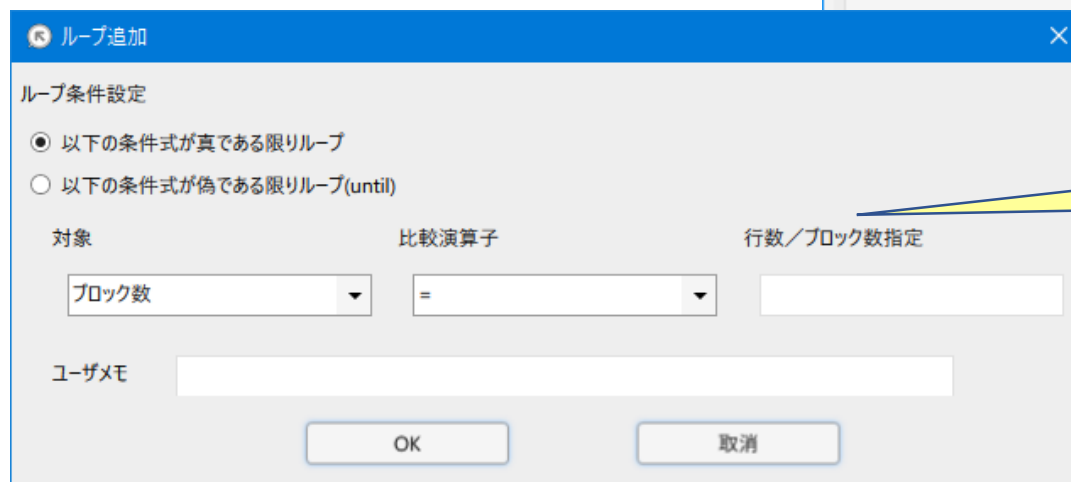 ループ追加
ループ条件設定
以下の条件式が真である限りループ
以下の条件式が偽である限りループ(until)
対象 比較演算子 行数／ブロック数指定
ブロック数 =
ユーザメモ
OK 取消